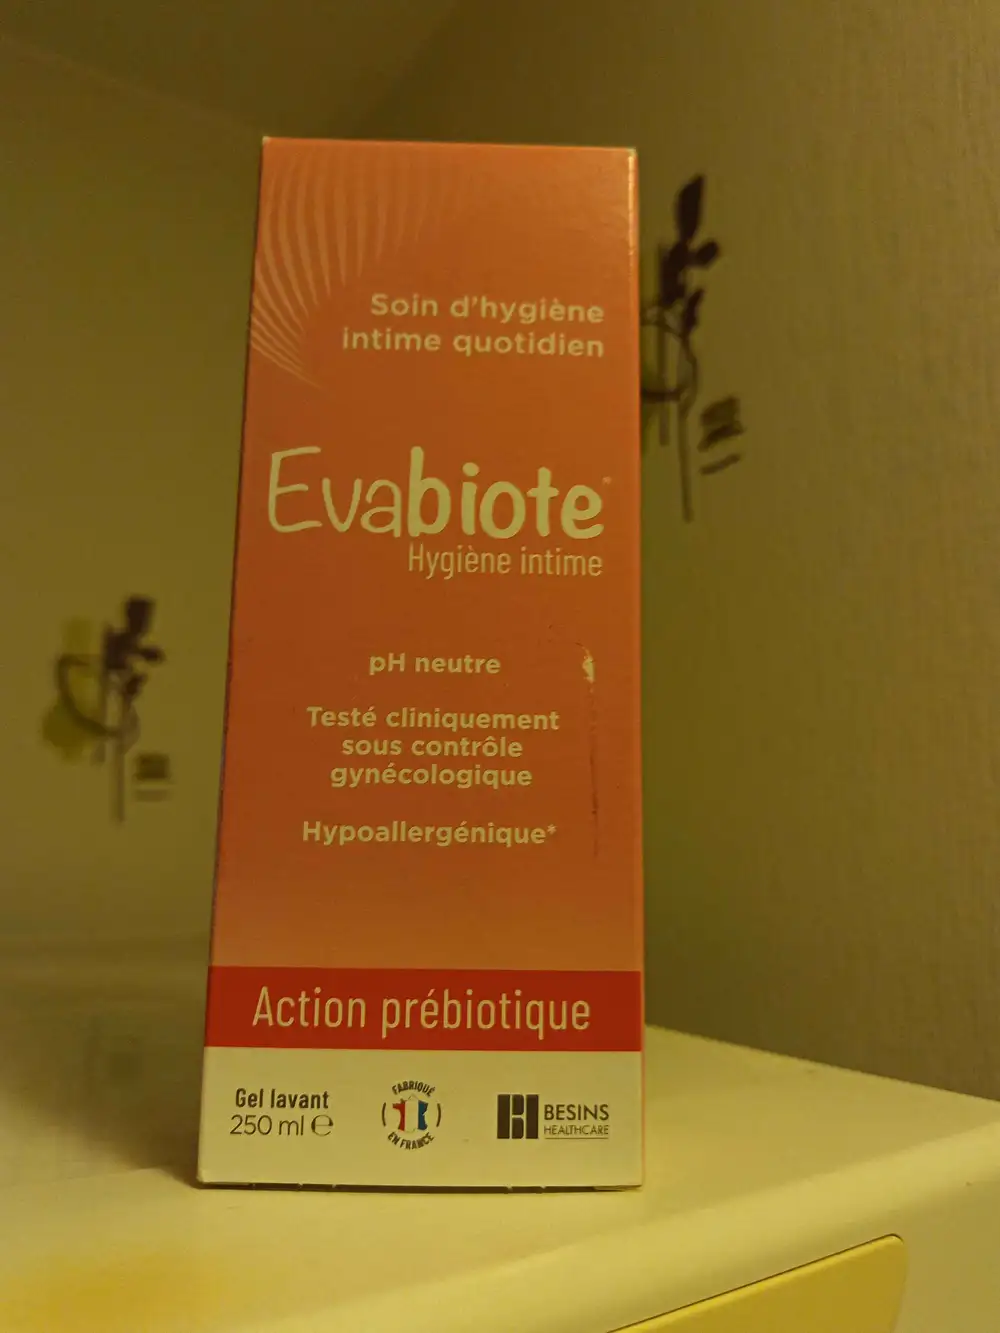 Soin d'hygiène
intime quotidien
Evabiote
Hygiène intime
pH neutre
Testé cliniquement
sous contrôle
gynécologique
Hypoallergénique*
Action prébiotique
Gel lavant
250 ml ℮
FABRIQUÉ
EN FRANCE
BESINS
HEALTHCARE